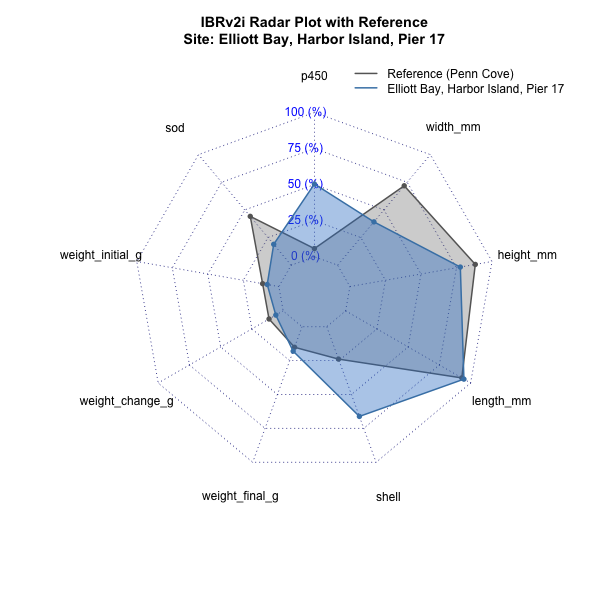 IBRv2i Radar Plot with Reference
Site: Elliott Bay, Harbor Island, Pier 17
p450
Reference (Penn Cove)
Elliott Bay, Harbor Island, Pier 17
100 (%)
sod
width_mm
75 (%)
50 (%)
25 (%)
0 (%)
weight_initial_g
height_mm
weight_change_g
length_mm
weight_final_g
shell